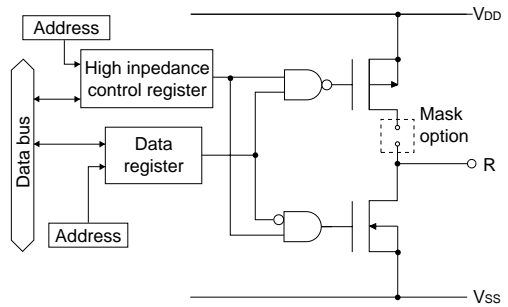 Address
VDD
High inpedance
control register
Mask
option
Data bus
Data
register
R
Address
VSS